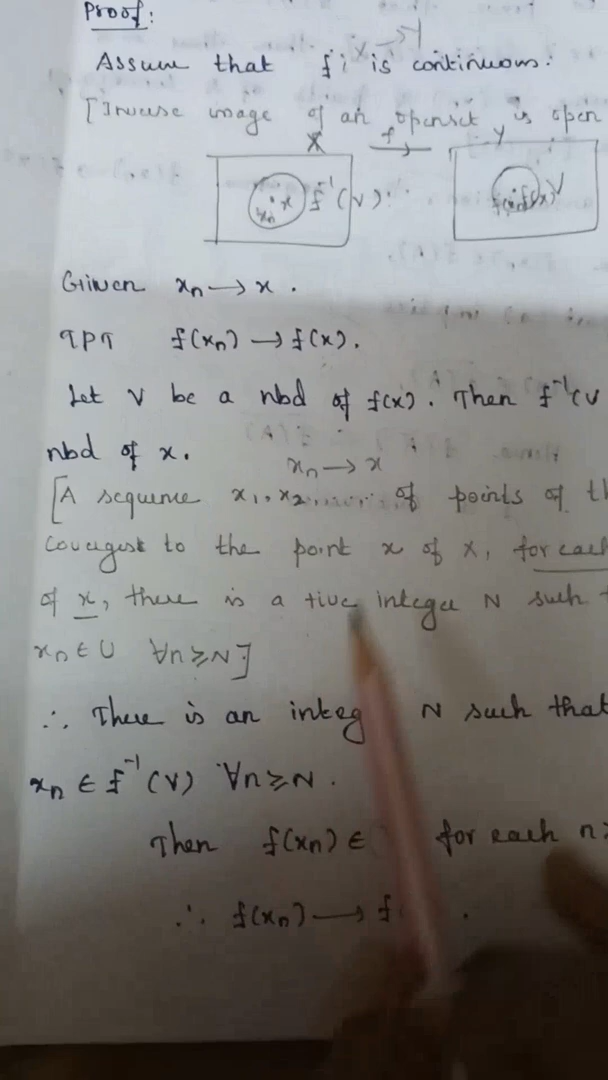 Proof:
Assume that f: X → Y is continuous.
[Inverse image of an openset is open
X f → Y
xn x f⁻¹(V) f(x) V
Given xn → x.
TPT f(xn) → f(x).
Let V be a nbd of f(x). Then f⁻¹(V
nbd of x.
xn → x
[A sequence x1, x2, ...... of points of th
converges to the point x of X, for each
of x, there is a +ive integer N such t
xn ∈ U ∀n ≥ N]
∴ There is an integ N such that
xn ∈ f⁻¹(V) ∀n ≥ N.
Then f(xn) ∈ for each n ≥
∴ f(xn) → f( .